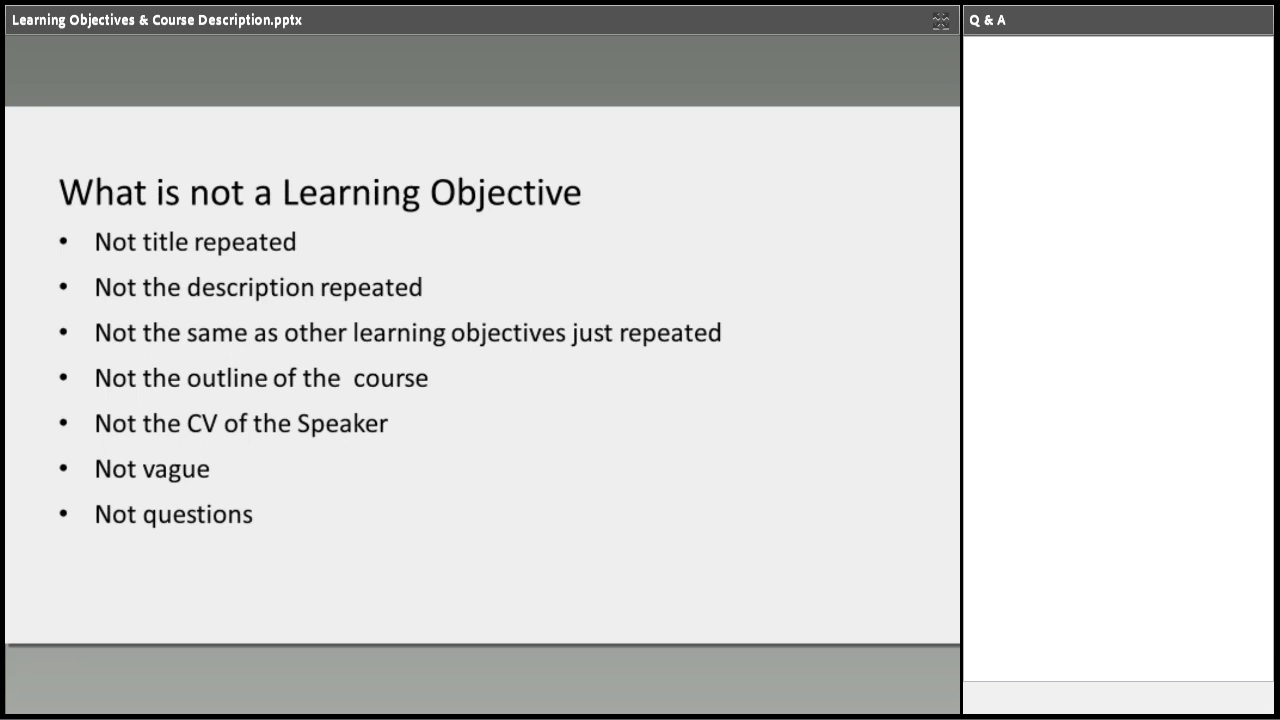 Learning Objectives & Course Description.pptx
Q & A
What is not a Learning Objective
• Not title repeated
• Not the description repeated
• Not the same as other learning objectives just repeated
• Not the outline of the  course
• Not the CV of the Speaker
• Not vague
• Not questions